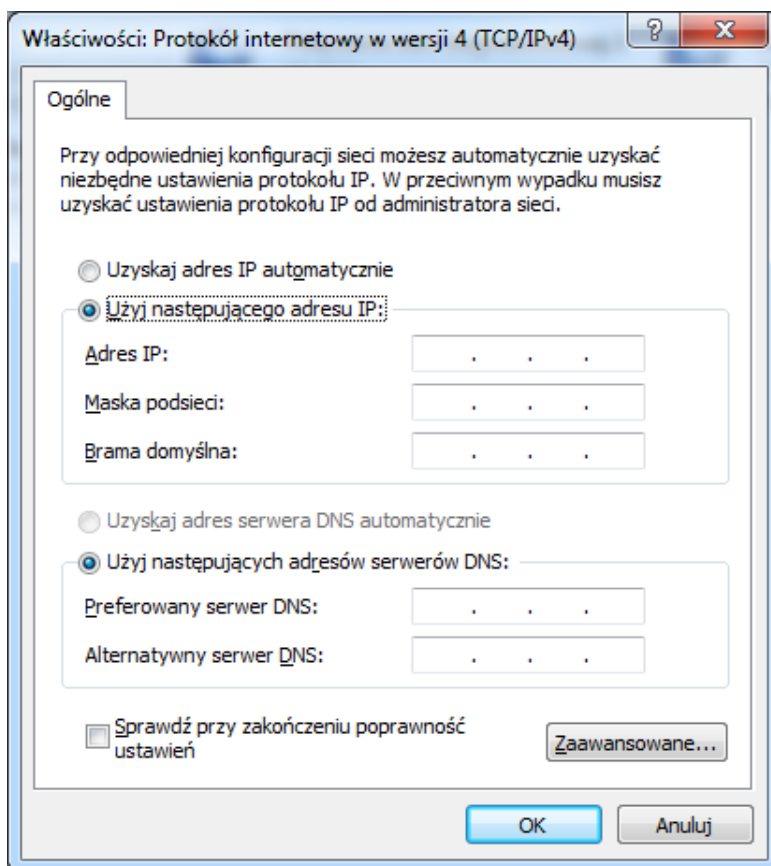 Właściwości: Protokół internetowy w wersji 4 (TCP/IPv4)
Ogólne
Przy odpowiedniej konfiguracji sieci możesz automatycznie uzyskać
niezbędne ustawienia protokołu IP. W przeciwnym wypadku musisz
uzyskać ustawienia protokołu IP od administratora sieci.
Uzyskaj adres IP automatycznie
Użyj następującego adresu IP:
Adres IP:
Maska podsieci:
Brama domyślna:
Uzyskaj adres serwera DNS automatycznie
Użyj następujących adresów serwerów DNS:
Preferowany serwer DNS:
Alternatywny serwer DNS:
Sprawdź przy zakończeniu poprawność
ustawień
Zaawansowane...
OK Anuluj